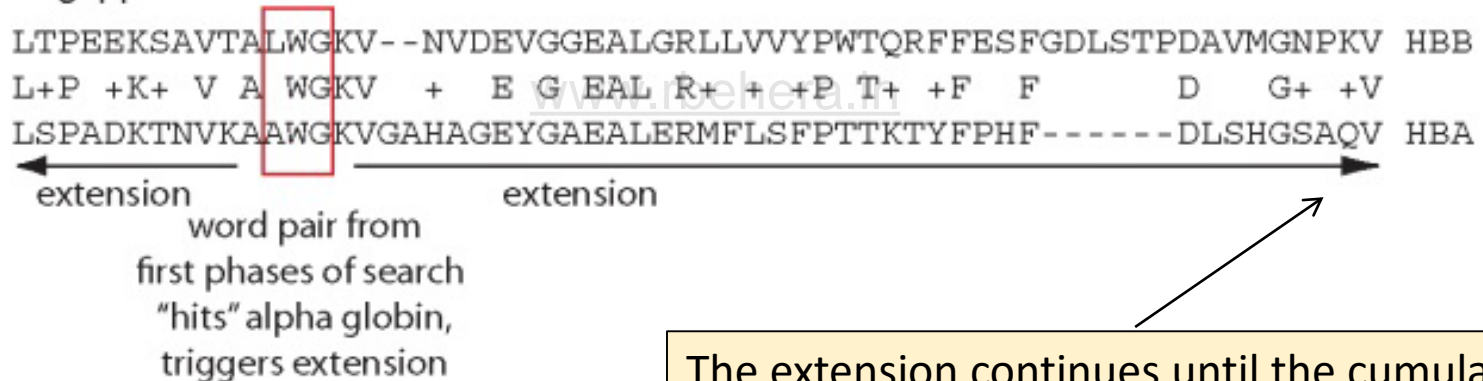 LTPEEKSAVTALWGKV--NVDEVGGEALGRLLVVYPWTQRFFESFGDLSTPDAVMGNPKV HBB
L+P +K+ V A WGKV + E G EAL R+ + +P T+ +F F D G+ +V
www.rbehera.in
LSPADKTNVKAAWGKVGAHAGEYGAEALERMFLSFPTTKTYFPHF------DLSHGSAQV HBA
extension extension
word pair from
first phases of search
"hits" alpha globin,
triggers extension
The extension continues until the cumula